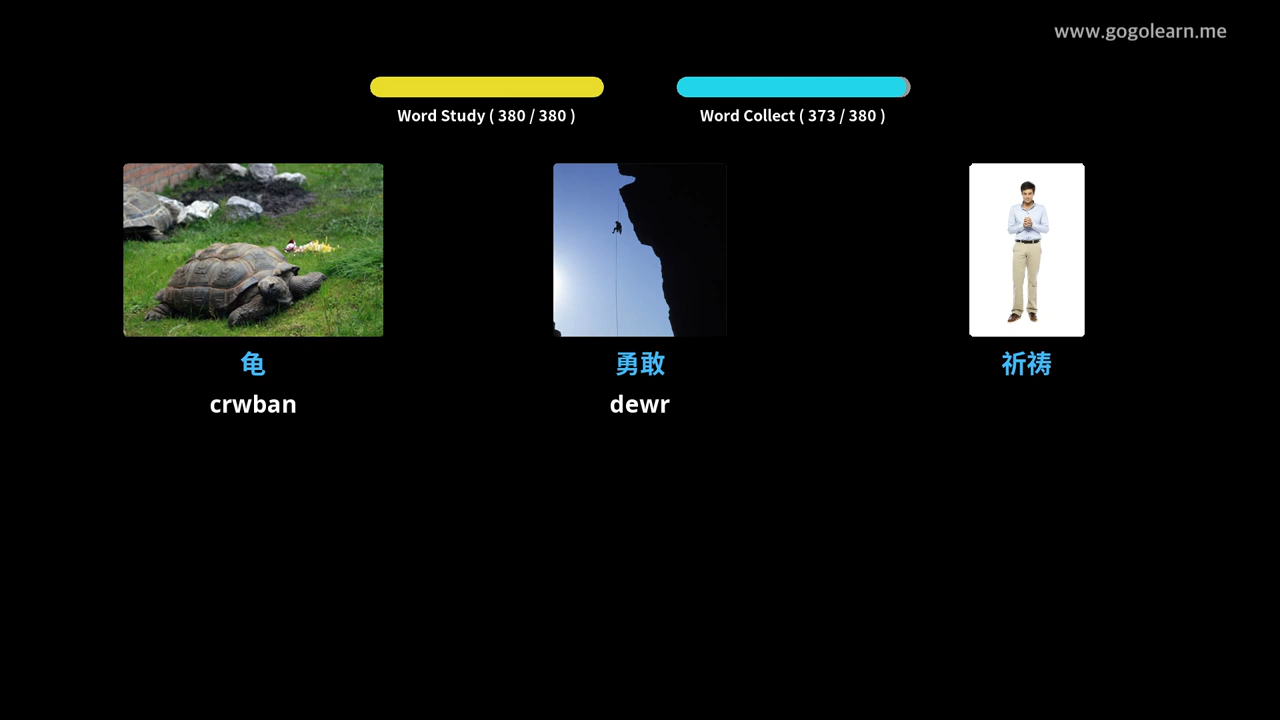 www.gogolearn.me
Word Study ( 380 / 380 )
Word Collect ( 373 / 380 )
龟
勇敢
祈祷
crwban
dewr